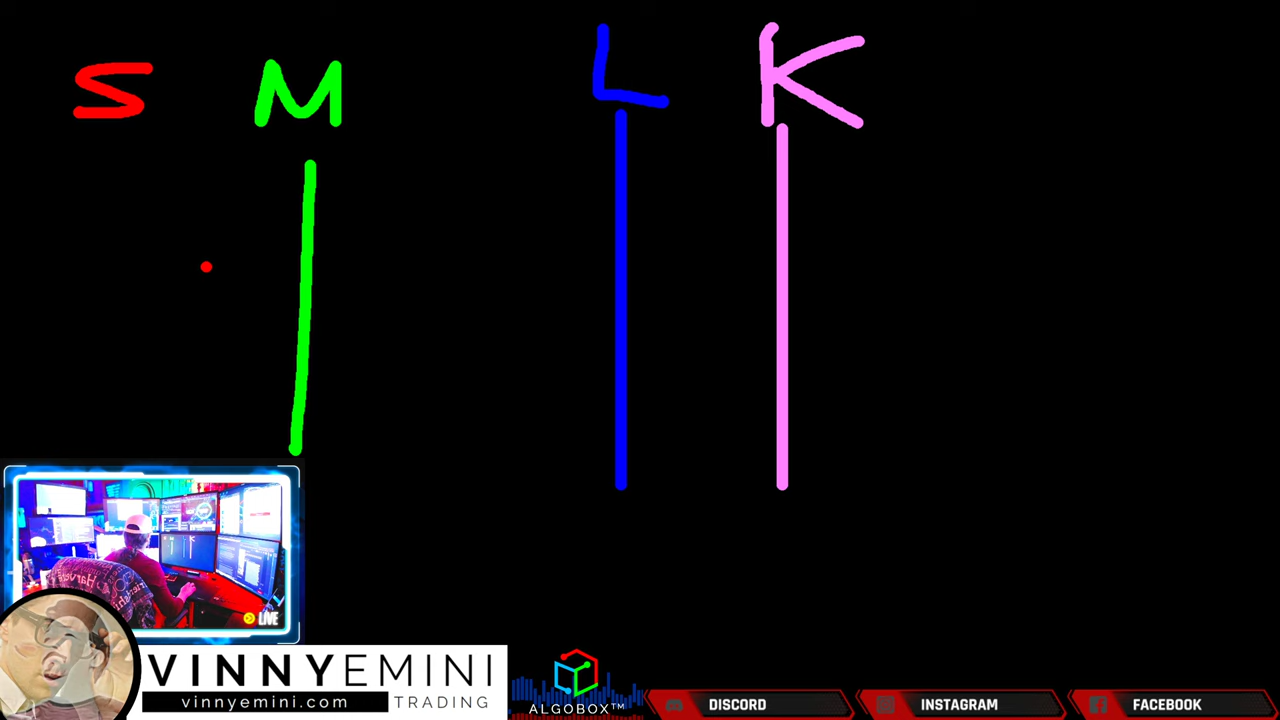 S M L K
LIVE
VINNYEMINI
vinnyemini.com TRADING
ALGOBOX™
DISCORD
INSTAGRAM
FACEBOOK